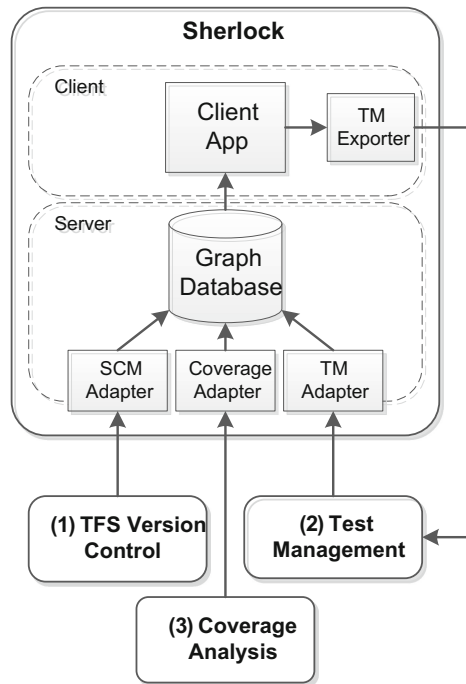 Sherlock
Client
Client
App
TM
Exporter
Server
Graph
Database
SCM
Adapter
Coverage
Adapter
TM
Adapter
(1) TFS Version
Control
(2) Test
Management
(3) Coverage
Analysis